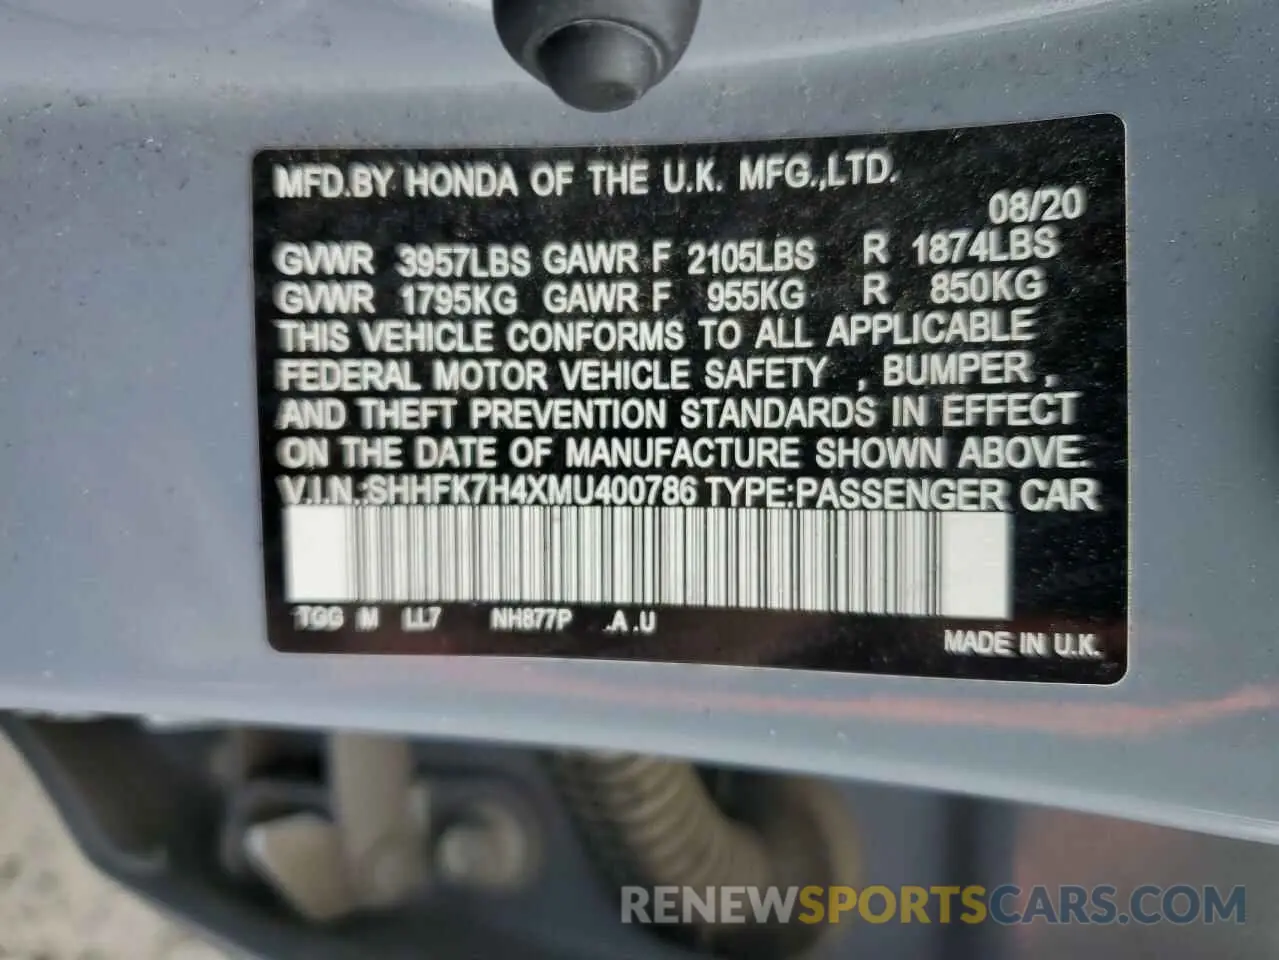 MFD.BY HONDA OF THE U.K. MFG.,LTD.
08/20
GVWR 3957LBS GAWR F 2105LBS R 1874LBS
GVWR 1795KG GAWR F 955KG R 850KG
THIS VEHICLE CONFORMS TO ALL APPLICABLE
FEDERAL MOTOR VEHICLE SAFETY , BUMPER ,
AND THEFT PREVENTION STANDARDS IN EFFECT
ON THE DATE OF MANUFACTURE SHOWN ABOVE.
V.I.N.:SHHFK7H4XMU400786 TYPE:PASSENGER CAR
TGG M LL7 NH877P .A .U
MADE IN U.K.
RENEWSPORTSCARS.COM